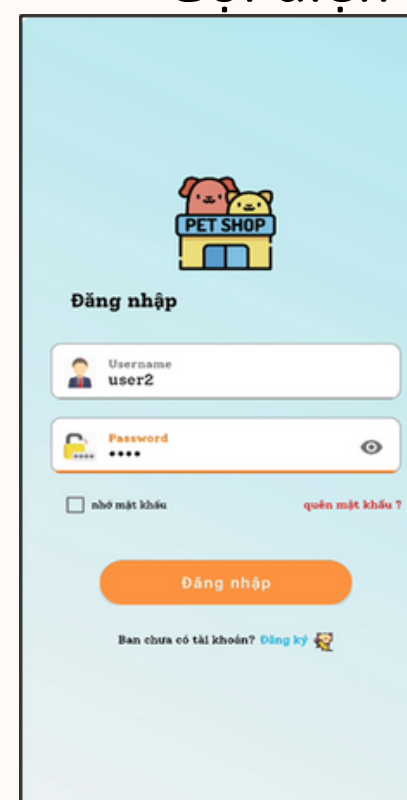 PET SHOP
Đăng nhập
Username
user2
Password
••••
nhớ mật khẩu
quên mật khẩu ?
Đăng nhập
Bạn chưa có tài khoản? Đăng ký